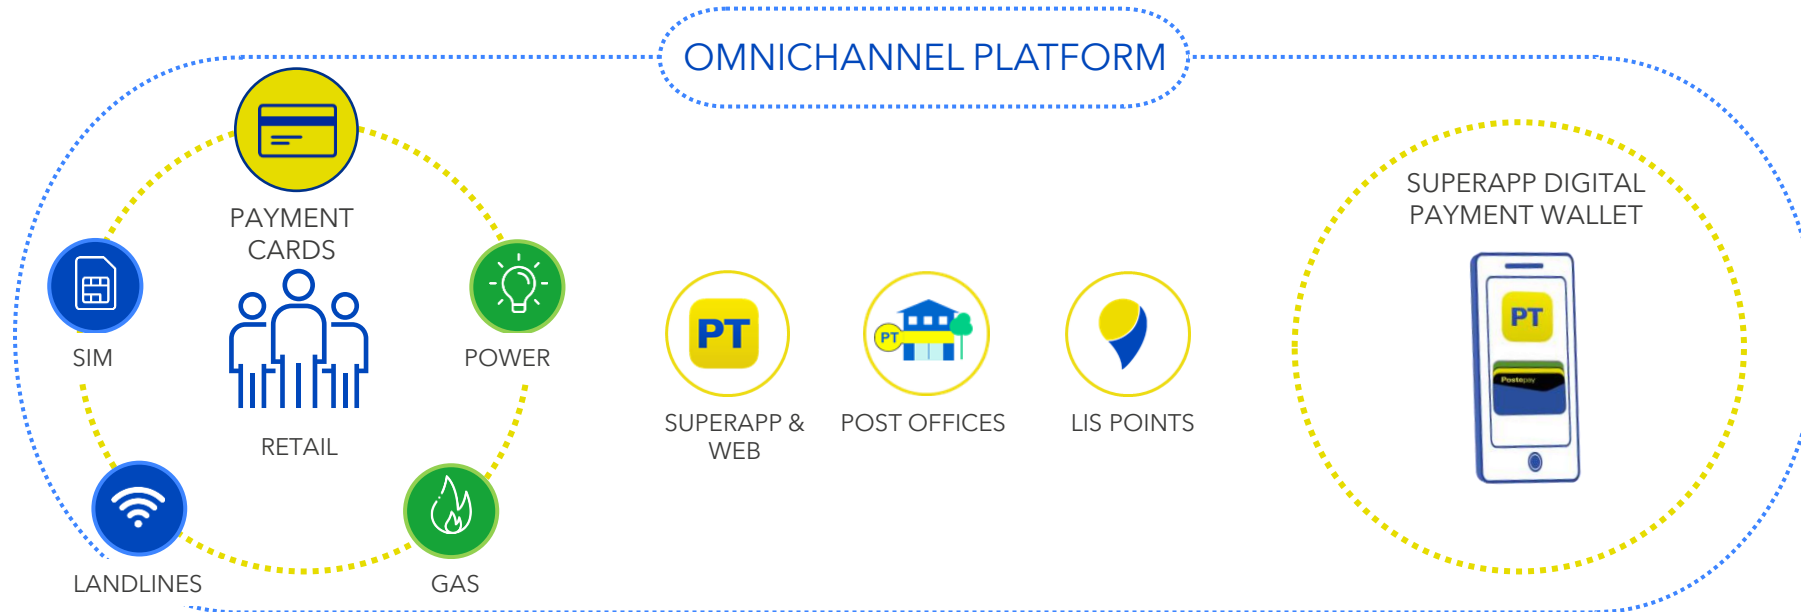 OMNICHANNEL PLATFORM
PAYMENT
CARDS
SIM
POWER
RETAIL
LANDLINES
GAS
PT
SUPERAPP &
WEB
PT
POST OFFICES
LIS POINTS
SUPERAPP DIGITAL
PAYMENT WALLET
PT
Postepay